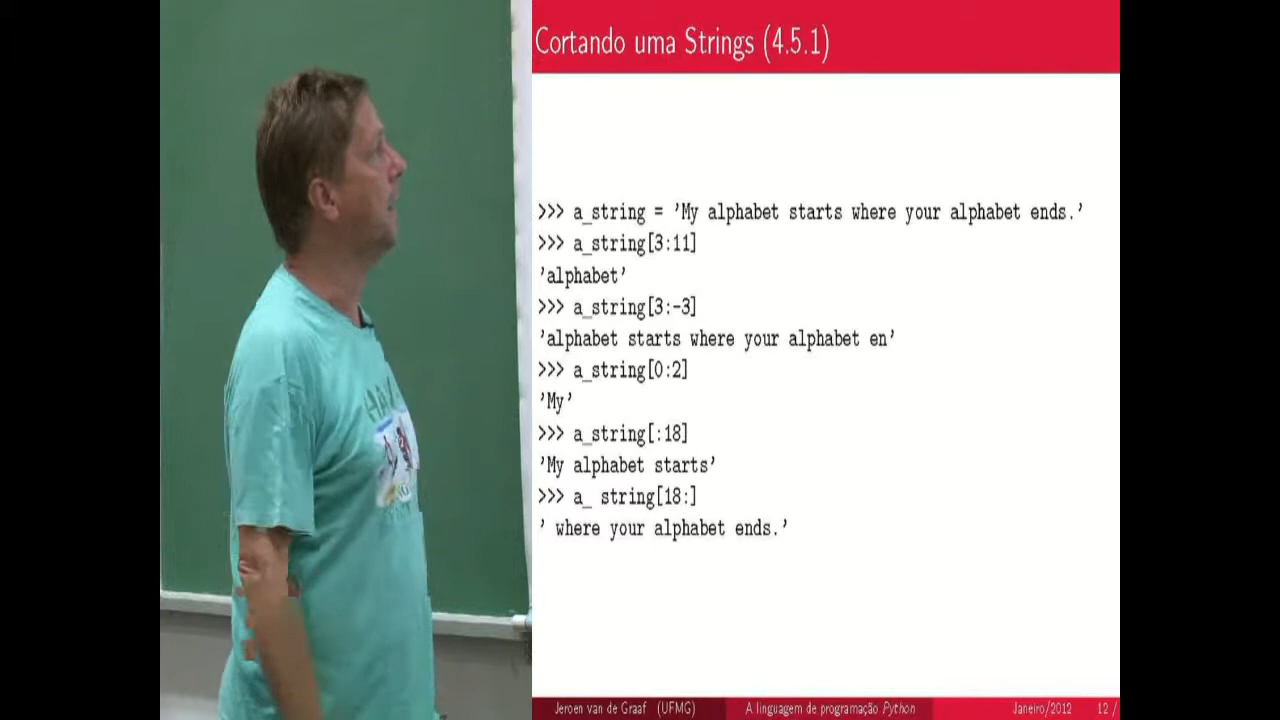 Cortando uma Strings (4.5.1)
>>> a_string = 'My alphabet starts where your alphabet ends.'
>>> a_string[3:11]
'alphabet'
>>> a_string[3:-3]
'alphabet starts where your alphabet en'
>>> a_string[0:2]
'My'
>>> a_string[:18]
'My alphabet starts'
>>> a_ string[18:]
' where your alphabet ends.'
Jeroen van de Graaf (UFMG) A linguagem de programação Python Janeiro/2012 12 /